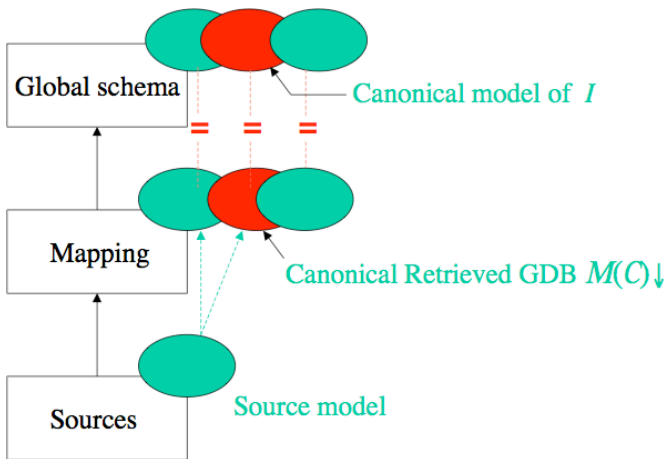 Global schema
Canonical model of I
= = =
Mapping
Canonical Retrieved GDB M(C)↓
Source model
Sources